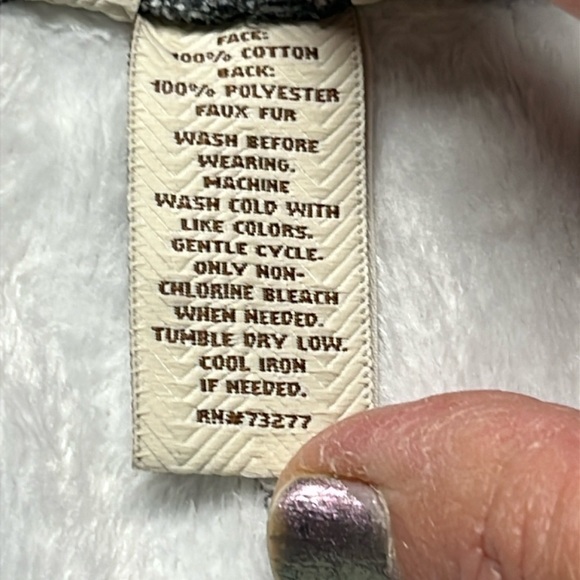 FACE:
100% COTTON
BACK:
100% POLYESTER
FAUX FUR
WASH BEFORE
WEARING.
MACHINE
WASH COLD WITH
LIKE COLORS.
GENTLE CYCLE.
ONLY NON-
CHLORINE BLEACH
WHEN NEEDED.
TUMBLE DRY LOW.
COOL IRON
IF NEEDED.
RN#73277